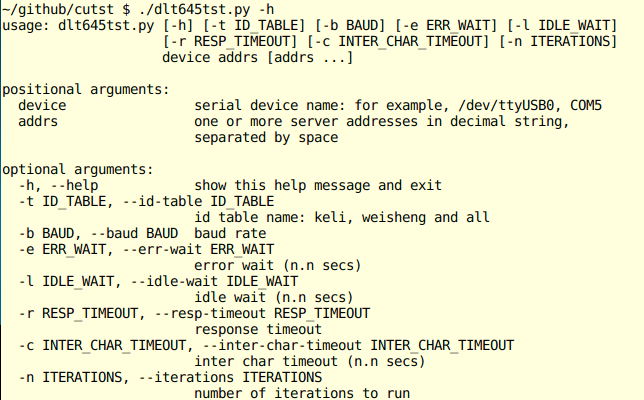 ~/github/cutst $ ./dlt645tst.py -h
usage: dlt645tst.py [-h] [-t ID_TABLE] [-b BAUD] [-e ERR_WAIT] [-l IDLE_WAIT]
[-r RESP_TIMEOUT] [-c INTER_CHAR_TIMEOUT] [-n ITERATIONS]
device addrs [addrs ...]
positional arguments:
device serial device name: for example, /dev/ttyUSB0, COM5
addrs one or more server addresses in decimal string,
separated by space
optional arguments:
-h, --help show this help message and exit
-t ID_TABLE, --id-table ID_TABLE
id table name: keli, weisheng and all
-b BAUD, --baud BAUD baud rate
-e ERR_WAIT, --err-wait ERR_WAIT
error wait (n.n secs)
-l IDLE_WAIT, --idle-wait IDLE_WAIT
idle wait (n.n secs)
-r RESP_TIMEOUT, --resp-timeout RESP_TIMEOUT
response timeout
-c INTER_CHAR_TIMEOUT, --inter-char-timeout INTER_CHAR_TIMEOUT
inter char timeout (n.n secs)
-n ITERATIONS, --iterations ITERATIONS
number of iterations to run